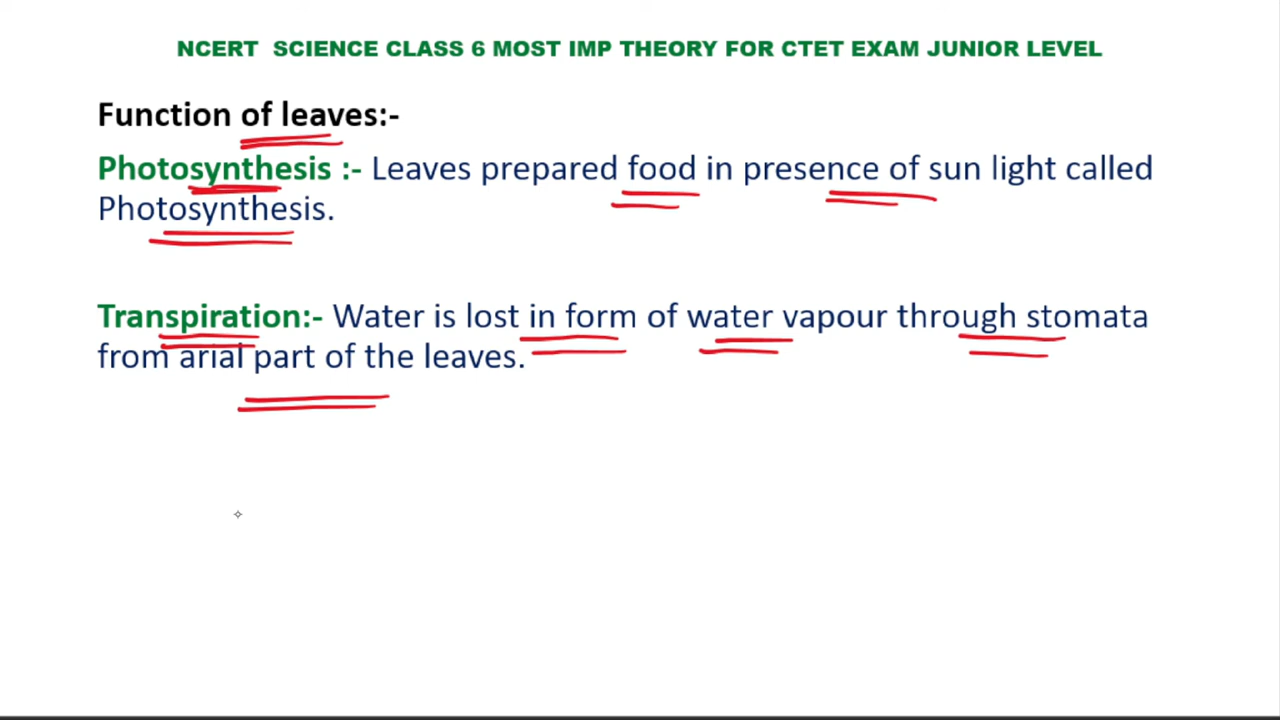 NCERT SCIENCE CLASS 6 MOST IMP THEORY FOR CTET EXAM JUNIOR LEVEL
Function of leaves:-
Photosynthesis :- Leaves prepared food in presence of sun light called
Photosynthesis.
Transpiration:- Water is lost in form of water vapour through stomata
from arial part of the leaves.